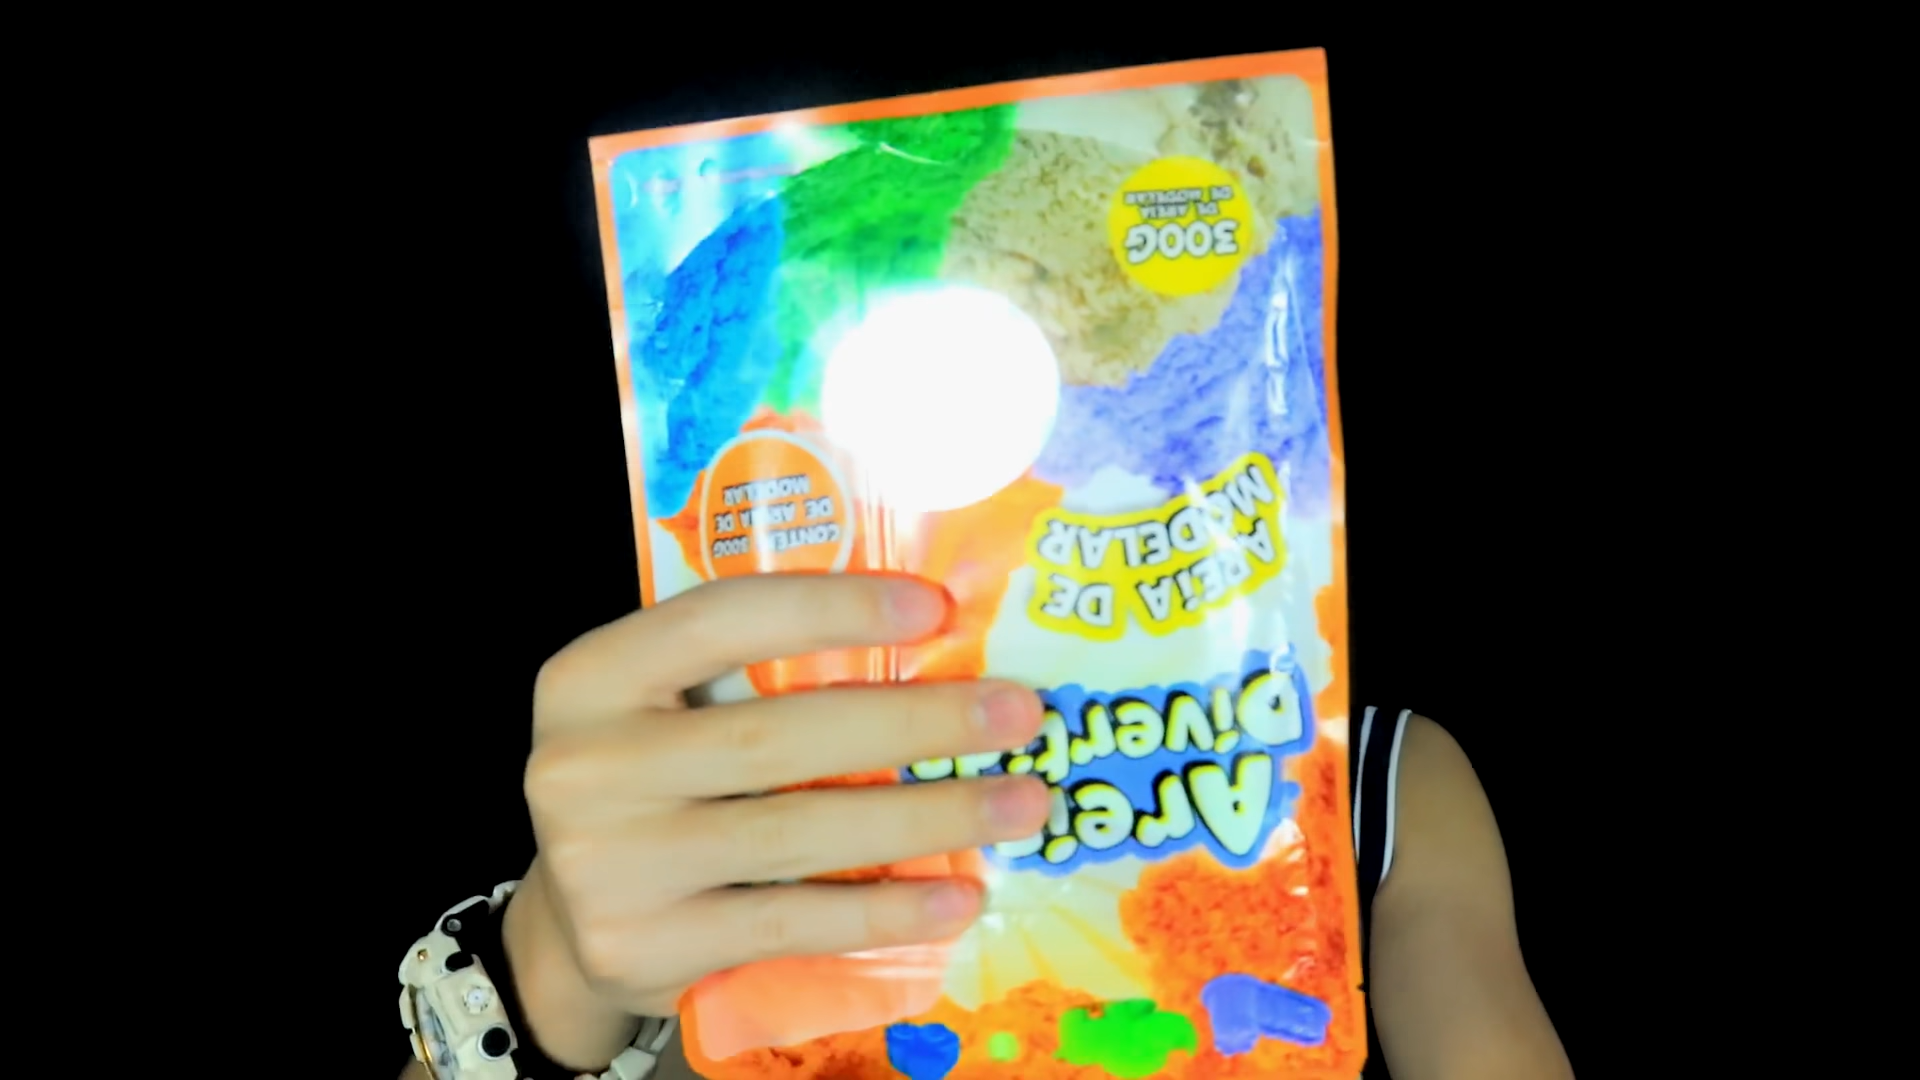 Areia
Divertida
AREIA DE
MODELAR
CONTÉM 300G
DE AREIA DE
MODELAR
300G
DE AREIA
DE MODELAR